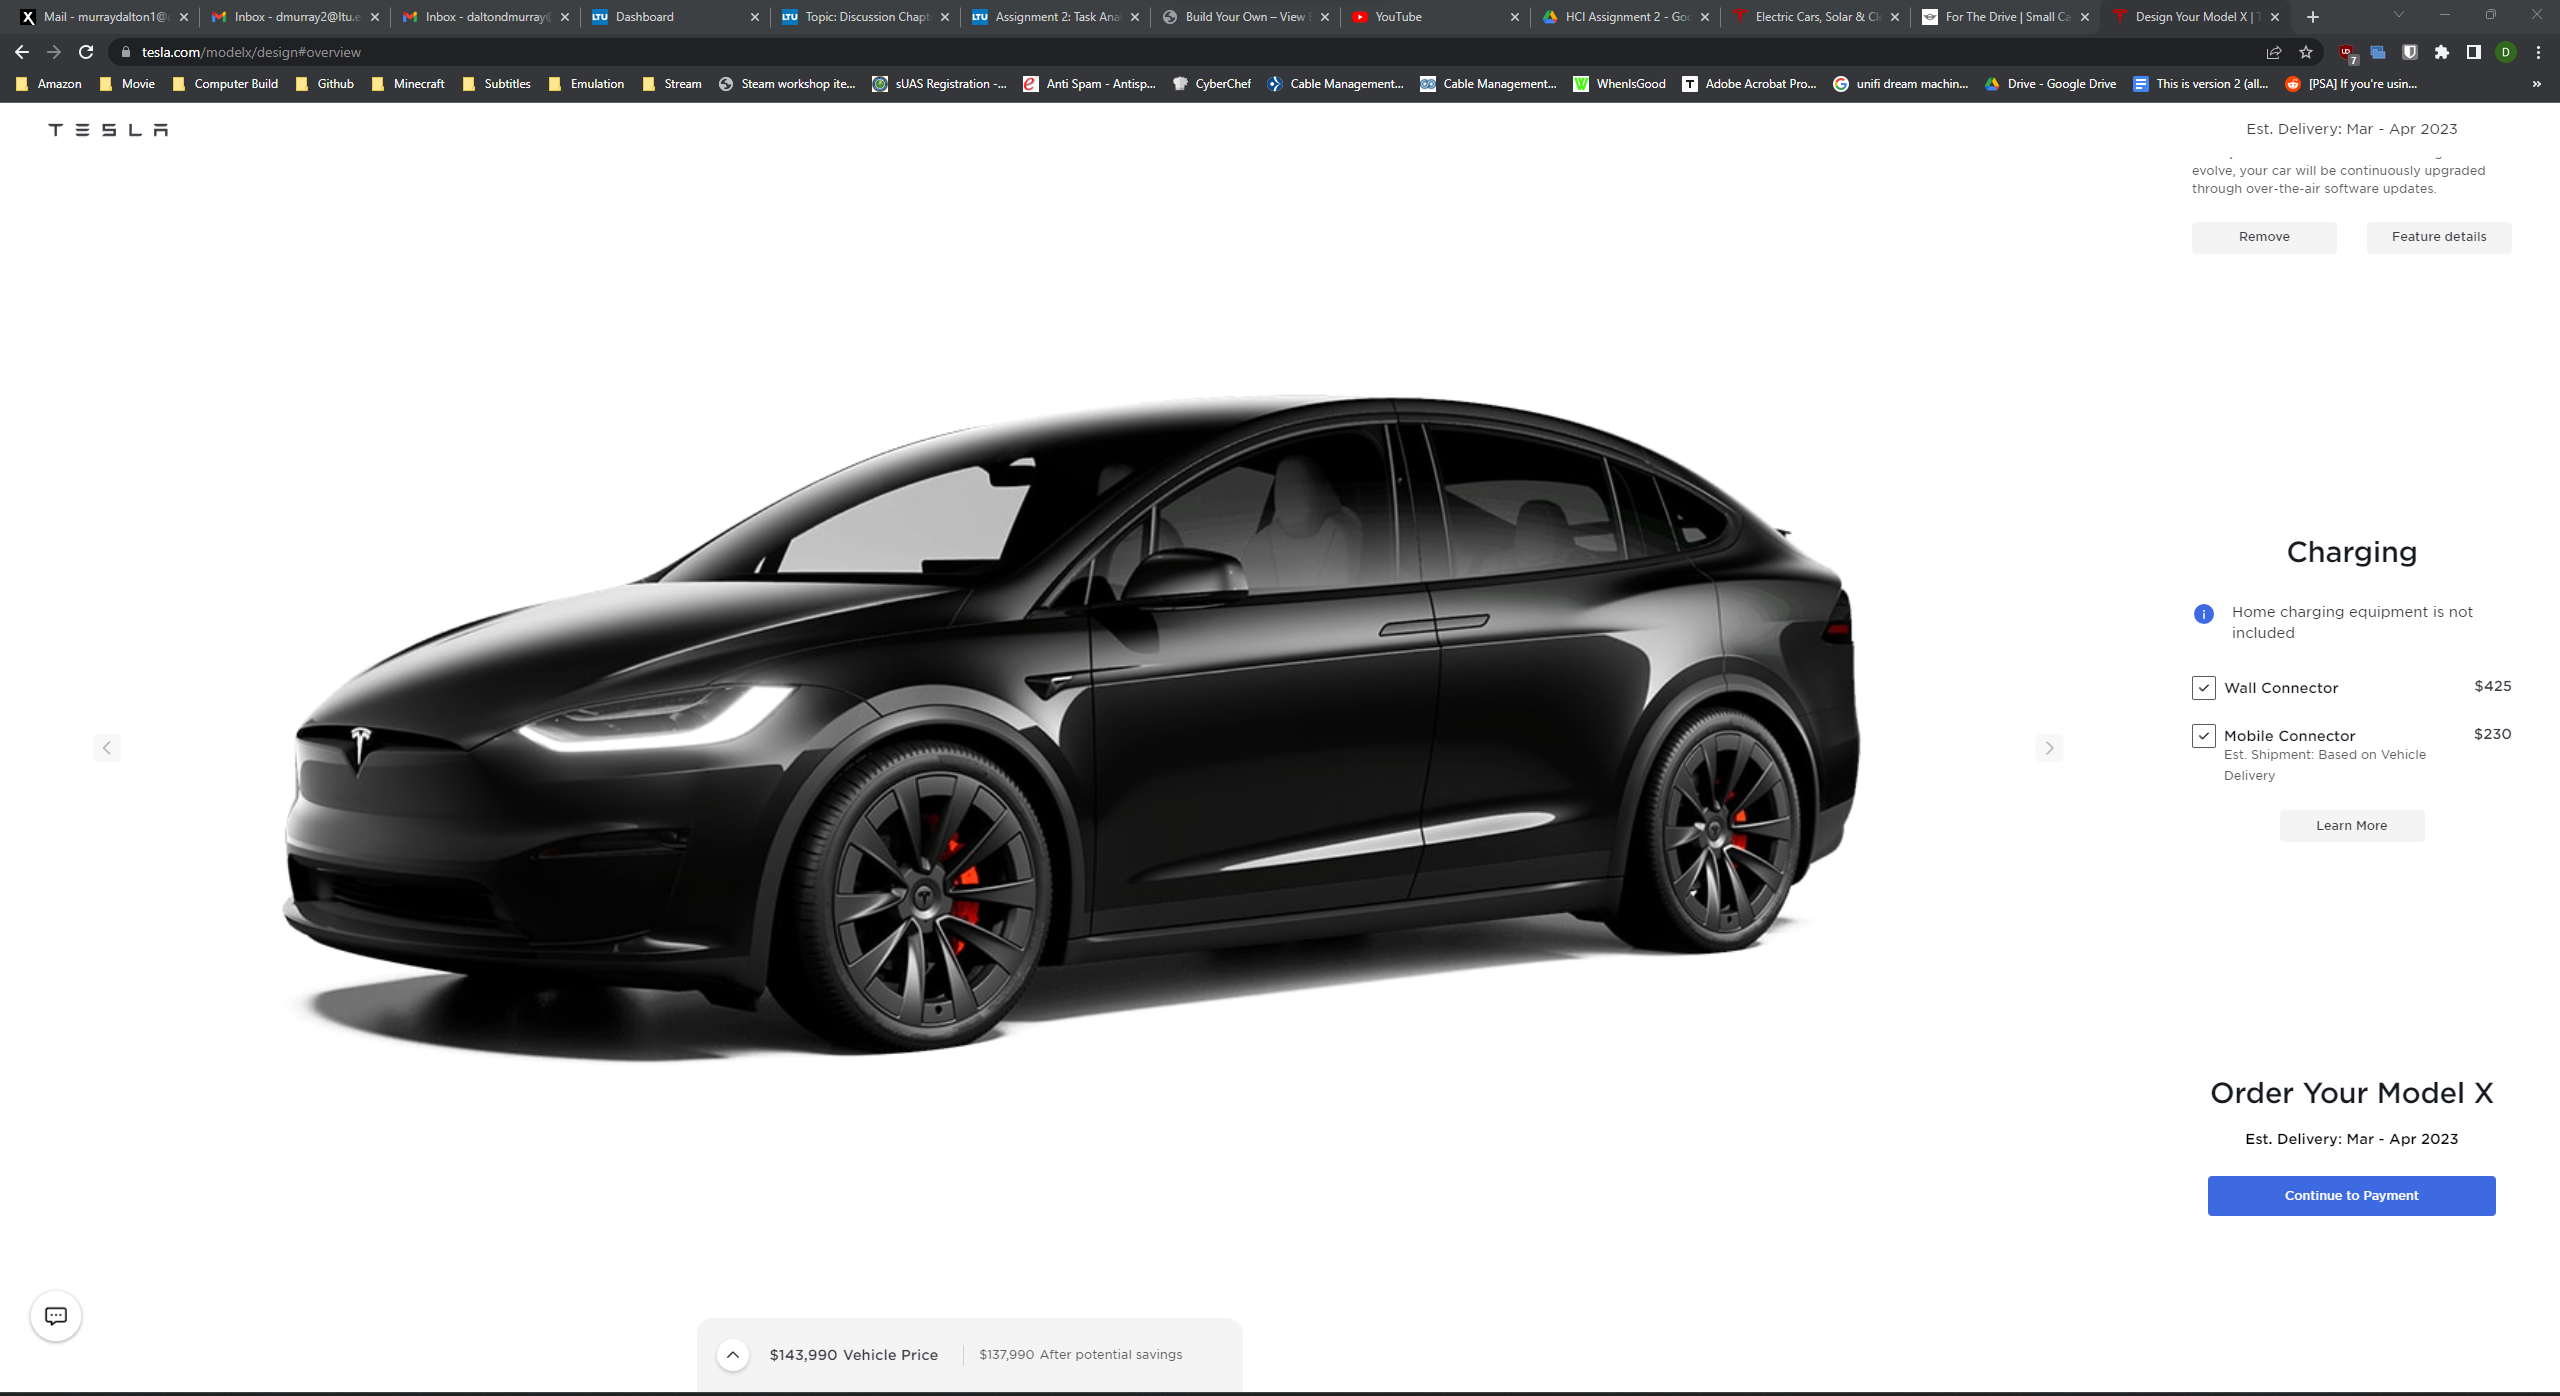 Mail - murraydalton1@
Inbox - dmurray2@ltu.e
Inbox - daltondmurray
Dashboard
Topic: Discussion Chapt
Assignment 2: Task Ana
Build Your Own – View
YouTube
HCI Assignment 2 - Goo
Electric Cars, Solar & Cl
For The Drive | Small Ca
Design Your Model X | T
tesla.com/modelx/design#overview
7
D
Amazon
Movie
Computer Build
Github
Minecraft
Subtitles
Emulation
Stream
Steam workshop ite...
sUAS Registration -...
Anti Spam - Antisp...
CyberChef
Cable Management...
Cable Management...
WhenIsGood
Adobe Acrobat Pro...
unifi dream machin...
Drive - Google Drive
This is version 2 (all...
[PSA] If you're usin...
TESLA
Est. Delivery: Mar - Apr 2023
evolve, your car will be continuously upgraded
through over-the-air software updates.
Remove
Feature details
Charging
Home charging equipment is not
included
Wall Connector $425
Mobile Connector $230
Est. Shipment: Based on Vehicle
Delivery
Learn More
Order Your Model X
Est. Delivery: Mar - Apr 2023
Continue to Payment
$143,990 Vehicle Price
$137,990 After potential savings